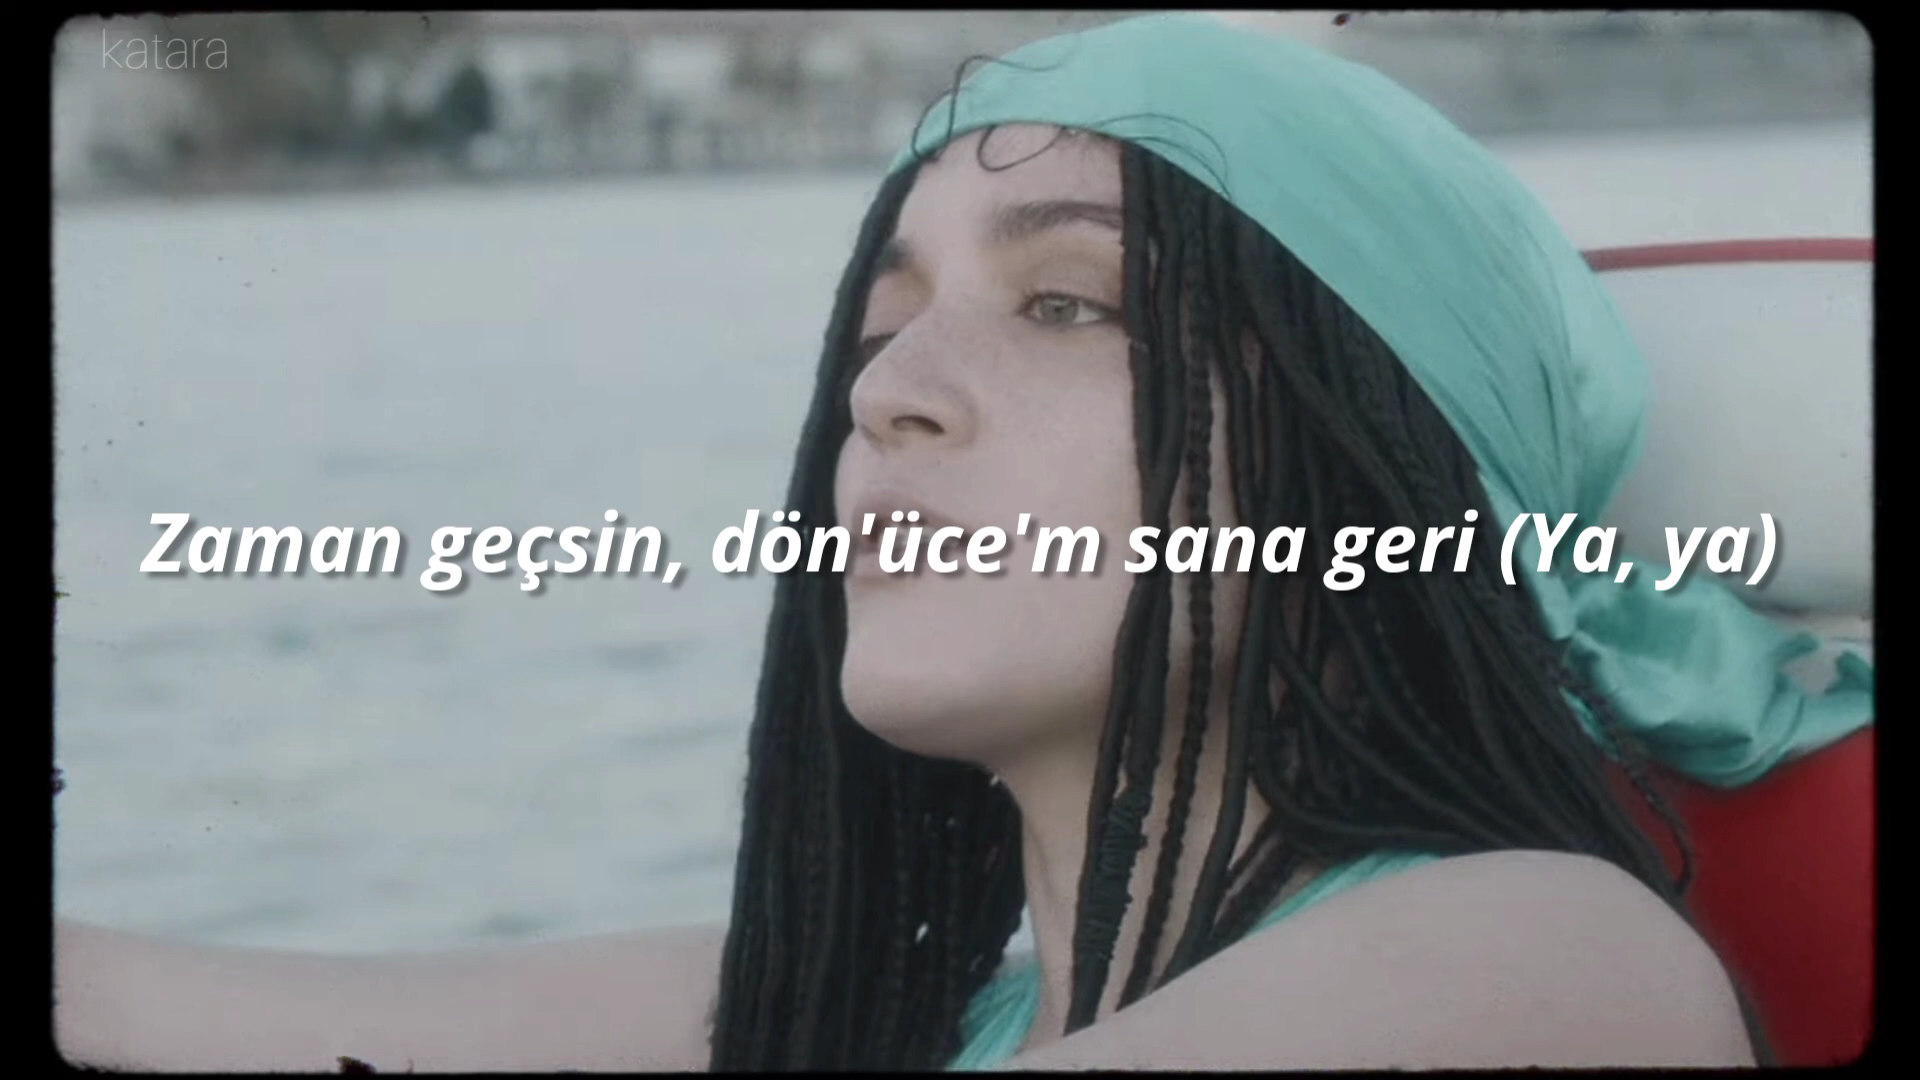 katara
Zaman geçsin, dön'üce'm sana geri (Ya, ya)